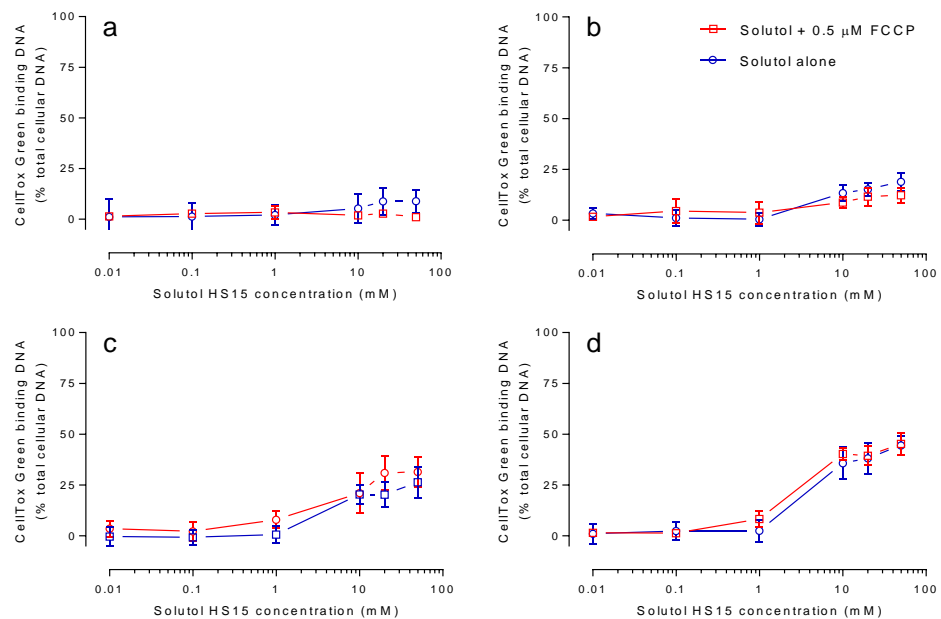 a
100
75
50
25
0
CellTox Green binding DNA
(% total cellular DNA)
0.01
0.1
1
10
100
Solutol HS15 concentration (mM)
b
Solutol + 0.5 μM FCCP
Solutol alone
100
75
50
25
0
CellTox Green binding DNA
(% total cellular DNA)
0.01
0.1
1
10
100
Solutol HS15 concentration (mM)
c
100
75
50
25
0
CellTox Green binding DNA
(% total cellular DNA)
0.01
0.1
1
10
100
Solutol HS15 concentration (mM)
d
100
75
50
25
0
CellTox Green binding DNA
(% total cellular DNA)
0.01
0.1
1
10
100
Solutol HS15 concentration (mM)